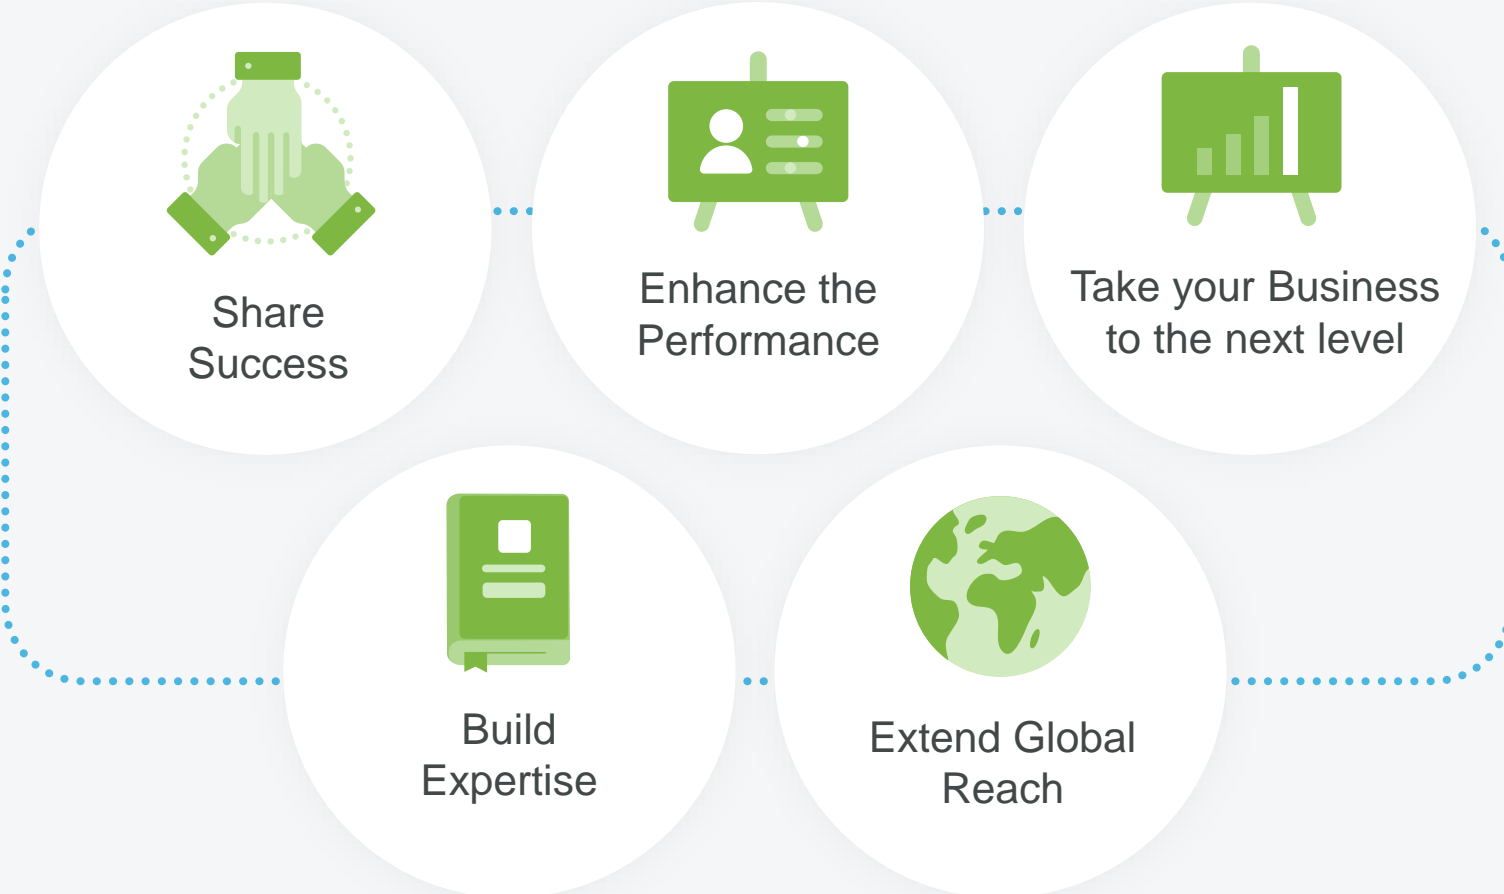 Share
Success
Enhance the
Performance
Take your Business
to the next level
Build
Expertise
Extend Global
Reach